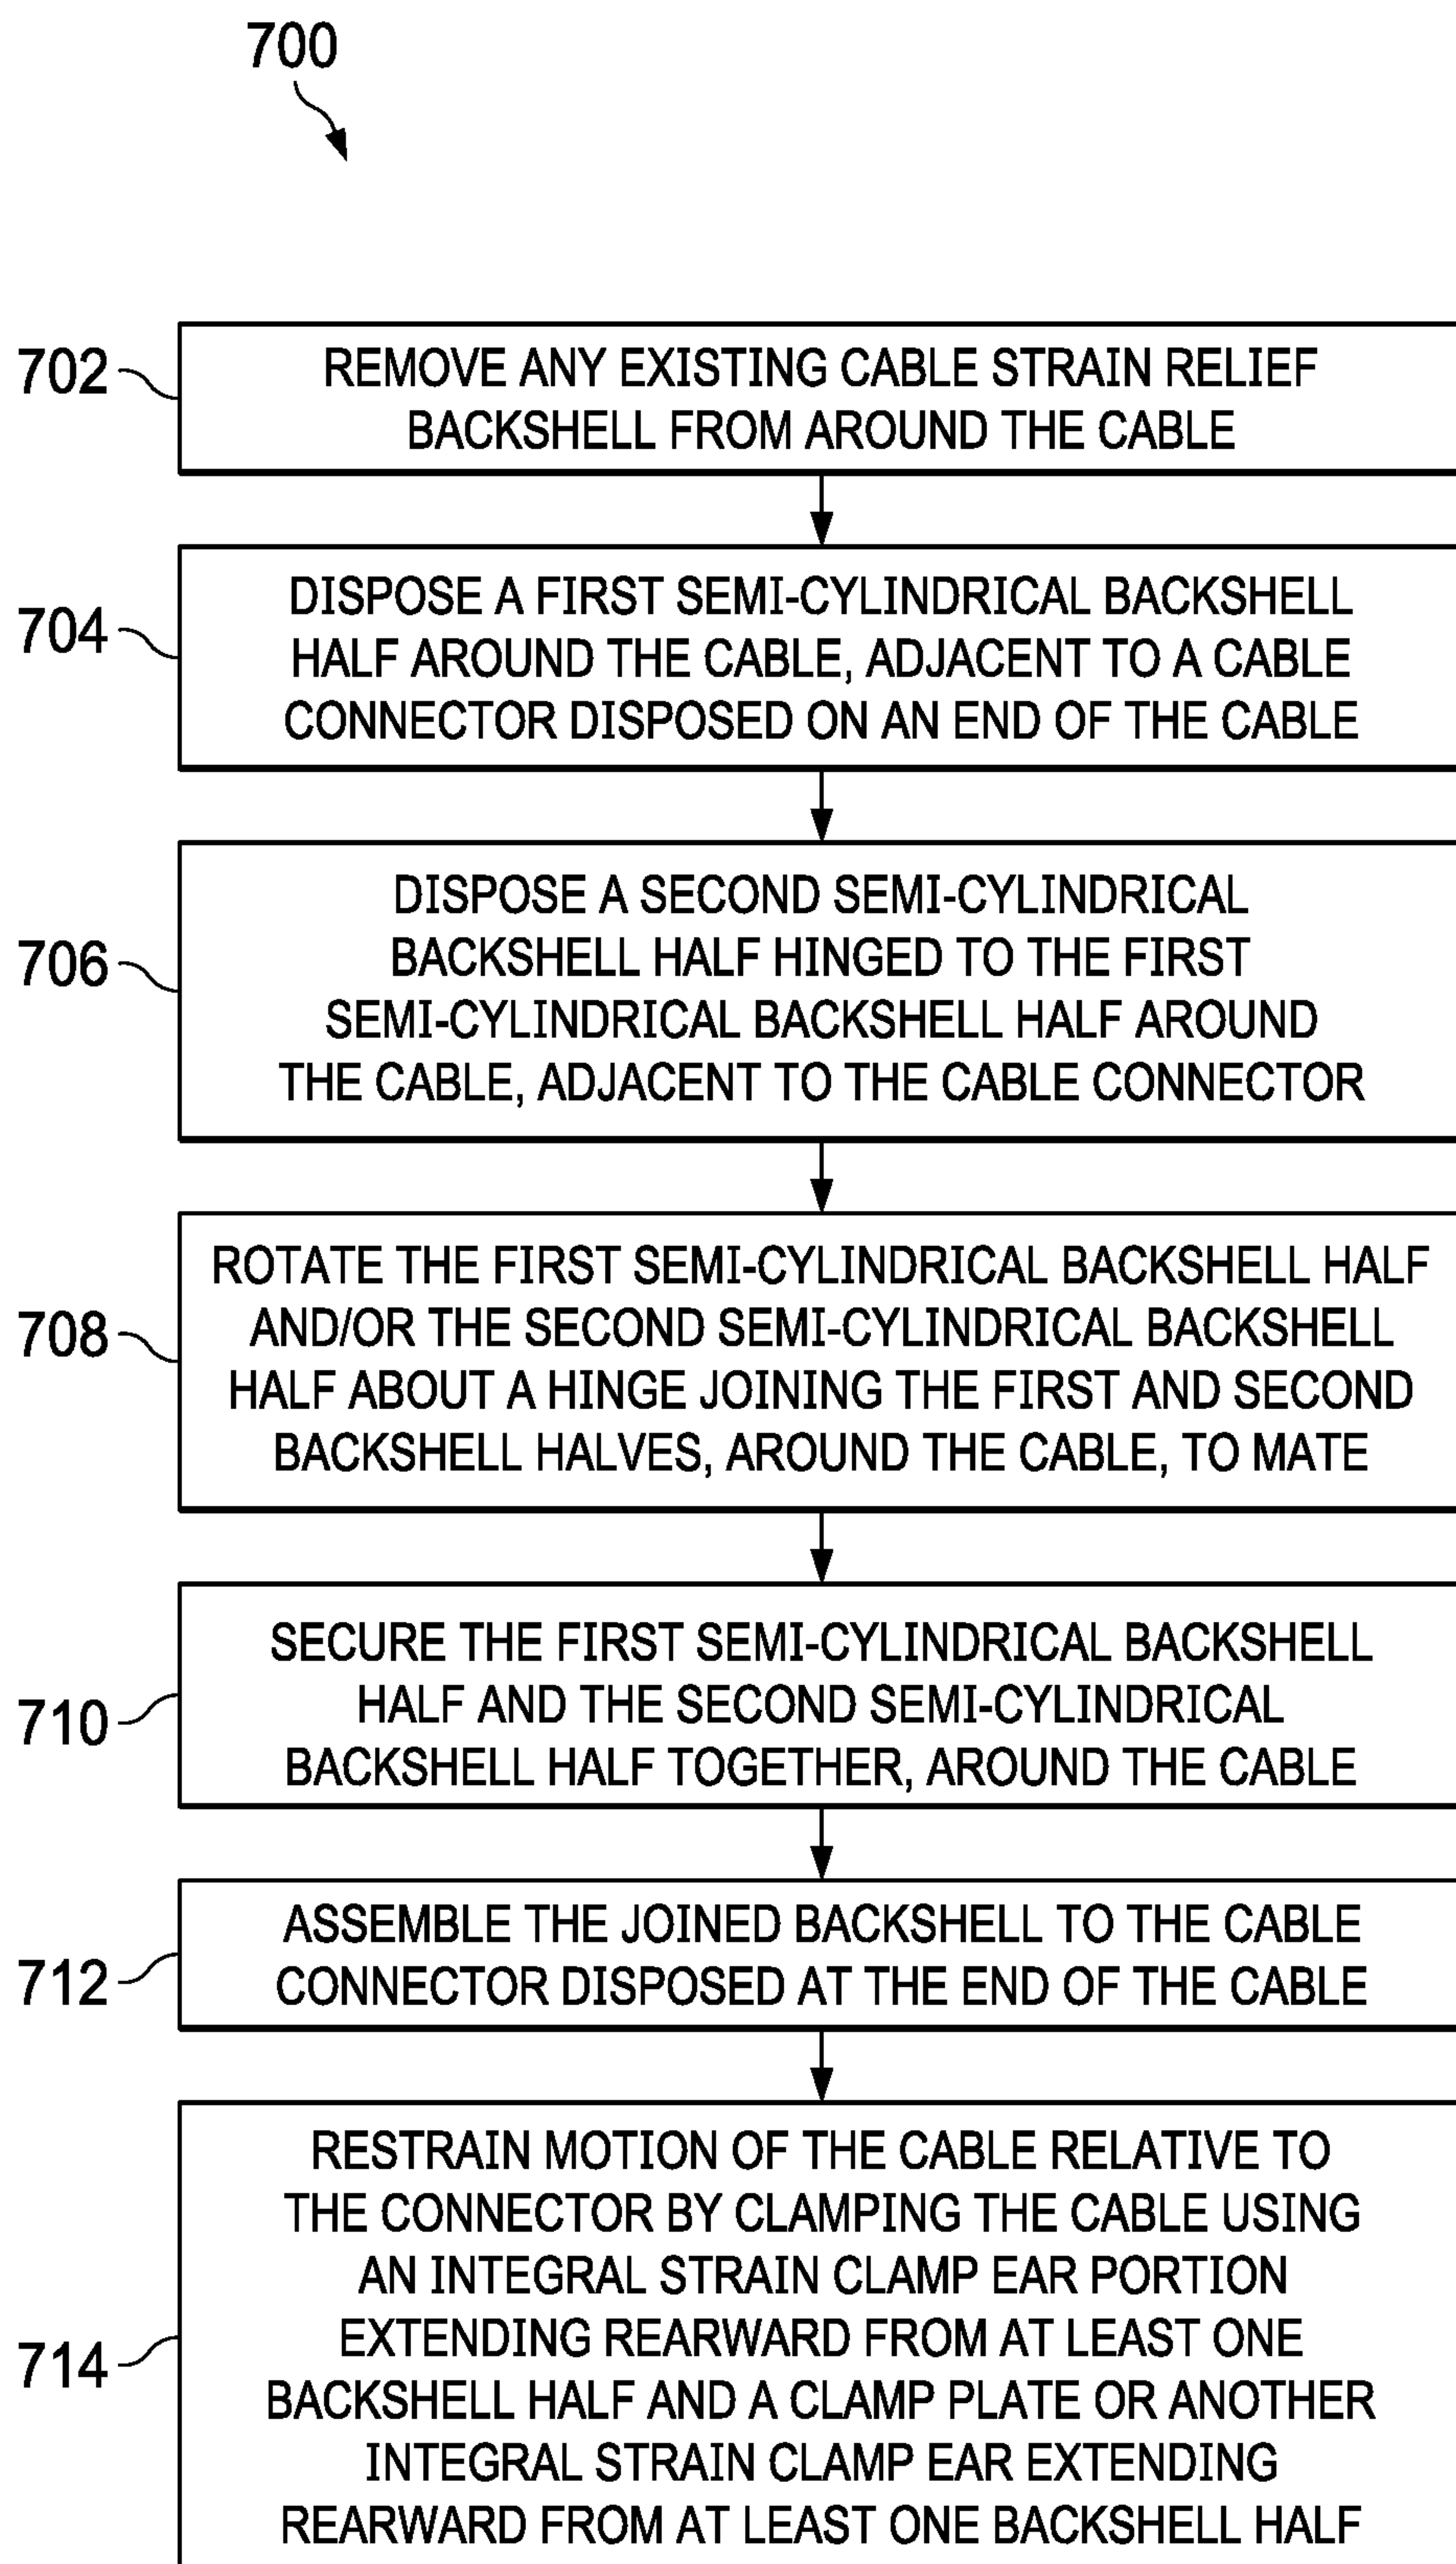 700
702
REMOVE ANY EXISTING CABLE STRAIN RELIEF
BACKSHELL FROM AROUND THE CABLE
704
DISPOSE A FIRST SEMI-CYLINDRICAL BACKSHELL
HALF AROUND THE CABLE, ADJACENT TO A CABLE
CONNECTOR DISPOSED ON AN END OF THE CABLE
706
DISPOSE A SECOND SEMI-CYLINDRICAL
BACKSHELL HALF HINGED TO THE FIRST
SEMI-CYLINDRICAL BACKSHELL HALF AROUND
THE CABLE, ADJACENT TO THE CABLE CONNECTOR
708
ROTATE THE FIRST SEMI-CYLINDRICAL BACKSHELL HALF
AND/OR THE SECOND SEMI-CYLINDRICAL BACKSHELL
HALF ABOUT A HINGE JOINING THE FIRST AND SECOND
BACKSHELL HALVES, AROUND THE CABLE, TO MATE
710
SECURE THE FIRST SEMI-CYLINDRICAL BACKSHELL
HALF AND THE SECOND SEMI-CYLINDRICAL
BACKSHELL HALF TOGETHER, AROUND THE CABLE
712
ASSEMBLE THE JOINED BACKSHELL TO THE CABLE
CONNECTOR DISPOSED AT THE END OF THE CABLE
714
RESTRAIN MOTION OF THE CABLE RELATIVE TO
THE CONNECTOR BY CLAMPING THE CABLE USING
AN INTEGRAL STRAIN CLAMP EAR PORTION
EXTENDING REARWARD FROM AT LEAST ONE
BACKSHELL HALF AND A CLAMP PLATE OR ANOTHER
INTEGRAL STRAIN CLAMP EAR EXTENDING
REARWARD FROM AT LEAST ONE BACKSHELL HALF